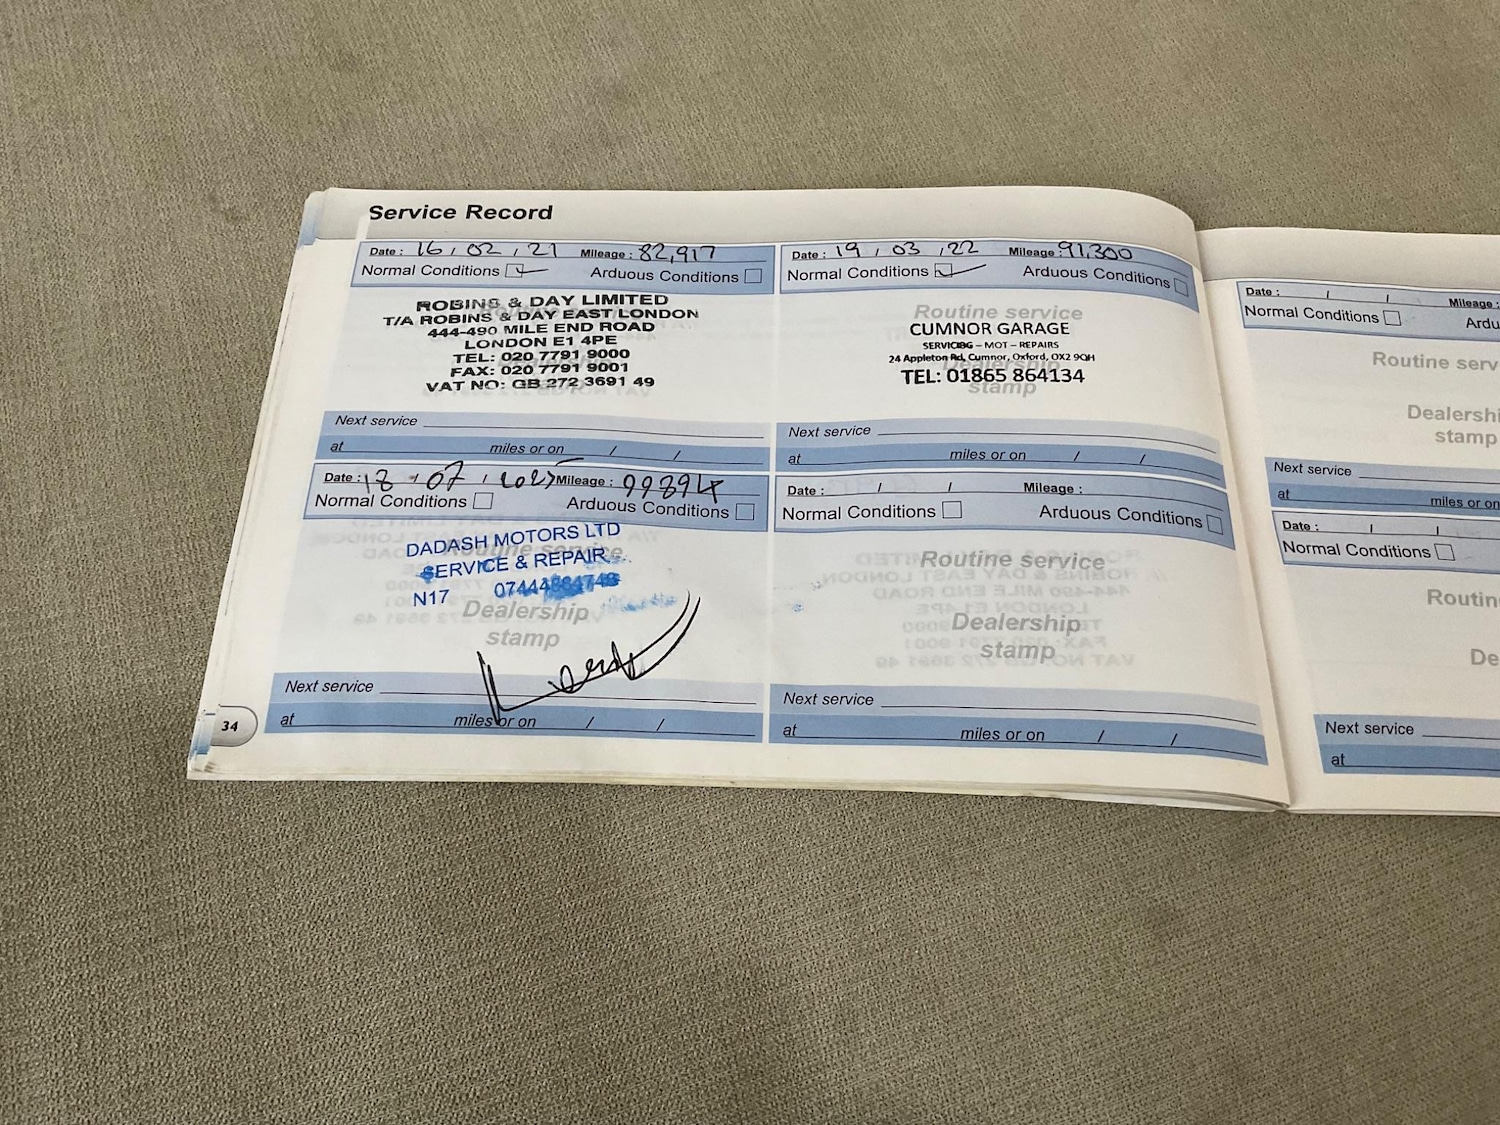 Service Record
Date : 16 / 02 / 21 Mileage : 82,917
Normal Conditions Arduous Conditions
ROBINS & DAY LIMITED
T/A ROBINS & DAY EAST LONDON
444-490 MILE END ROAD
LONDON E1 4PE
TEL: 020 7791 9000
FAX: 020 7791 9001
VAT NO: GB 272 3691 49
Next service
at miles or on / /
Date : 19 / 03 / 22 Mileage : 91,300
Normal Conditions Arduous Conditions
Routine service
CUMNOR GARAGE
SERVICING – MOT – REPAIRS
24 Appleton Rd, Cumnor, Oxford, OX2 9QH
Dealership
TEL: 01865 864134
stamp
Next service
at miles or on / /
Date : 18 / 07 / 2025 Mileage : 99894
Normal Conditions Arduous Conditions
DADASH MOTORS LTD
Routine service
SERVICE & REPAIR
N17
Dealership
stamp
Next service
at miles or on / /
34
Date : / / Mileage :
Normal Conditions Arduous Conditions
Routine service
Dealership
stamp
Next service
at miles or on / /
Date : / / Mileage :
Normal Conditions Ardu
Routine serv
Dealershi
stamp
Next service
at miles or on
Date : / /
Normal Conditions
Routin
De
Next service
at